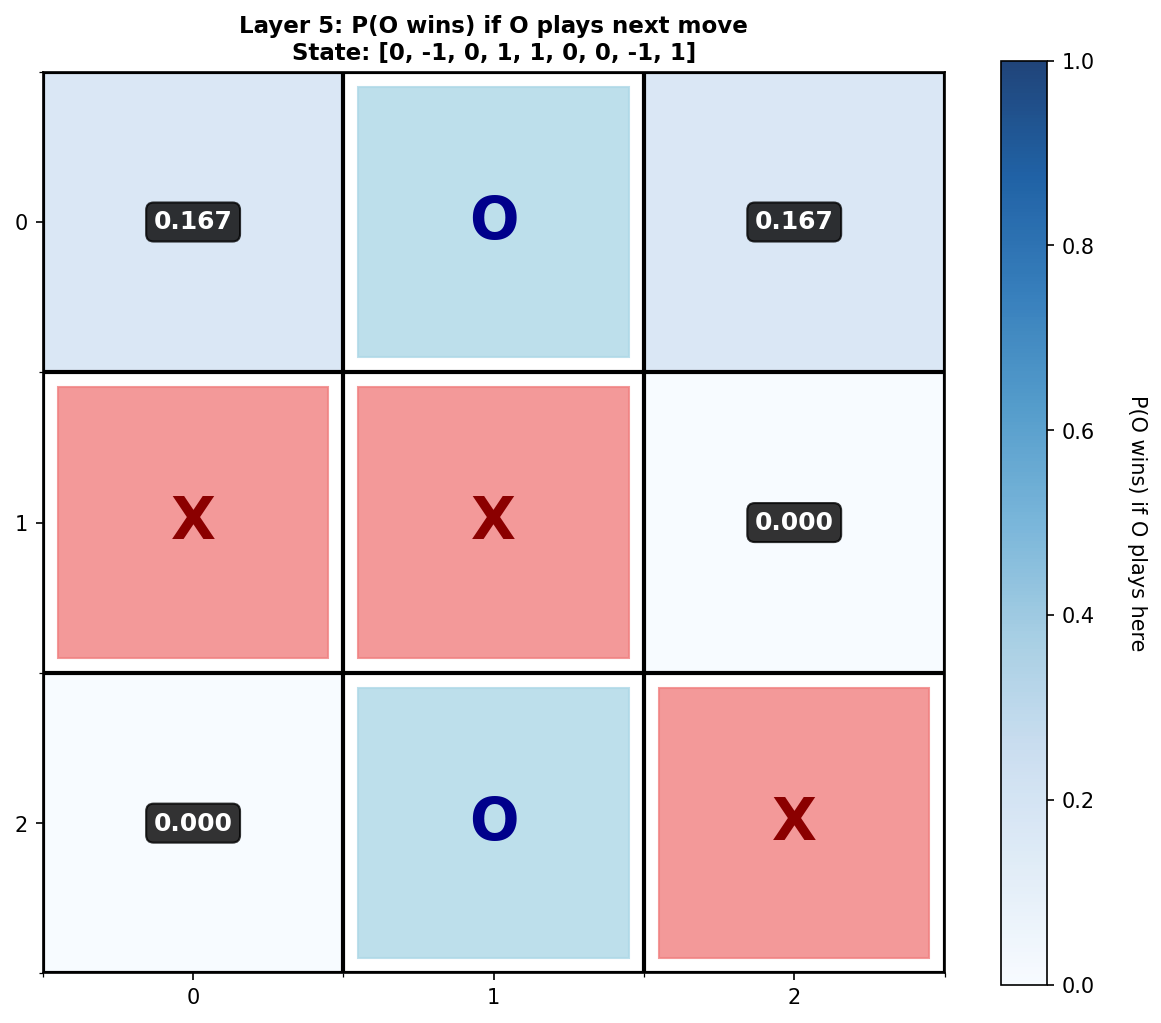 Layer 5: P(O wins) if O plays next move
State: [0, -1, 0, 1, 1, 0, 0, -1, 1]
0
0.167
O
0.167
1
X
X
0.000
2
0.000
O
X
0
1
2
1.0
0.8
0.6
0.4
0.2
0.0
P(O wins) if O plays here